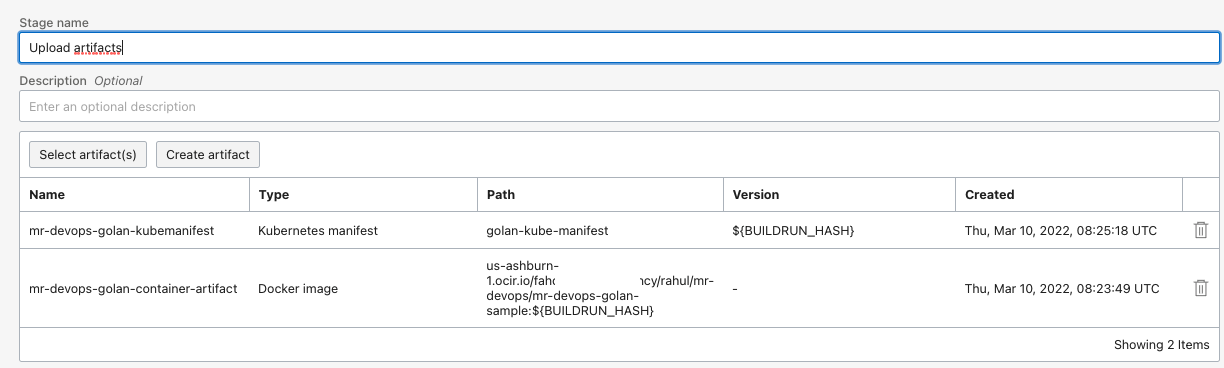 Stage name
Upload artifacts
Description Optional
Enter an optional description
Select artifact(s) Create artifact
Name Type Path Version Created
mr-devops-golan-kubemanifest Kubernetes manifest golan-kube-manifest ${BUILDRUN_HASH} Thu, Mar 10, 2022, 08:25:18 UTC
us-ashburn-
1.ocir.io/fahc ncy/rahul/mr-
mr-devops-golan-container-artifact Docker image devops/mr-devops-golan- - Thu, Mar 10, 2022, 08:23:49 UTC
sample:${BUILDRUN_HASH}
Showing 2 Items